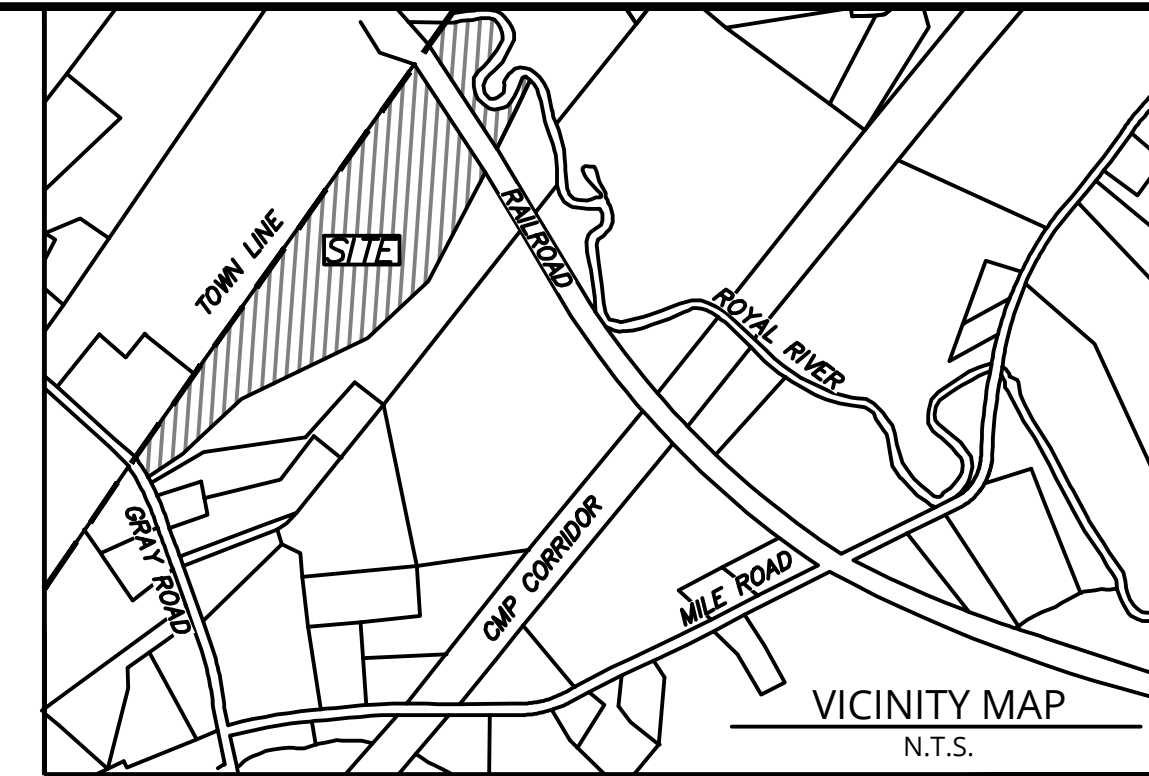 RAILROAD
TOWN LINE
SITE
ROYAL RIVER
GRAY ROAD
CMP CORRIDOR
MILE ROAD
VICINITY MAP
N.T.S.